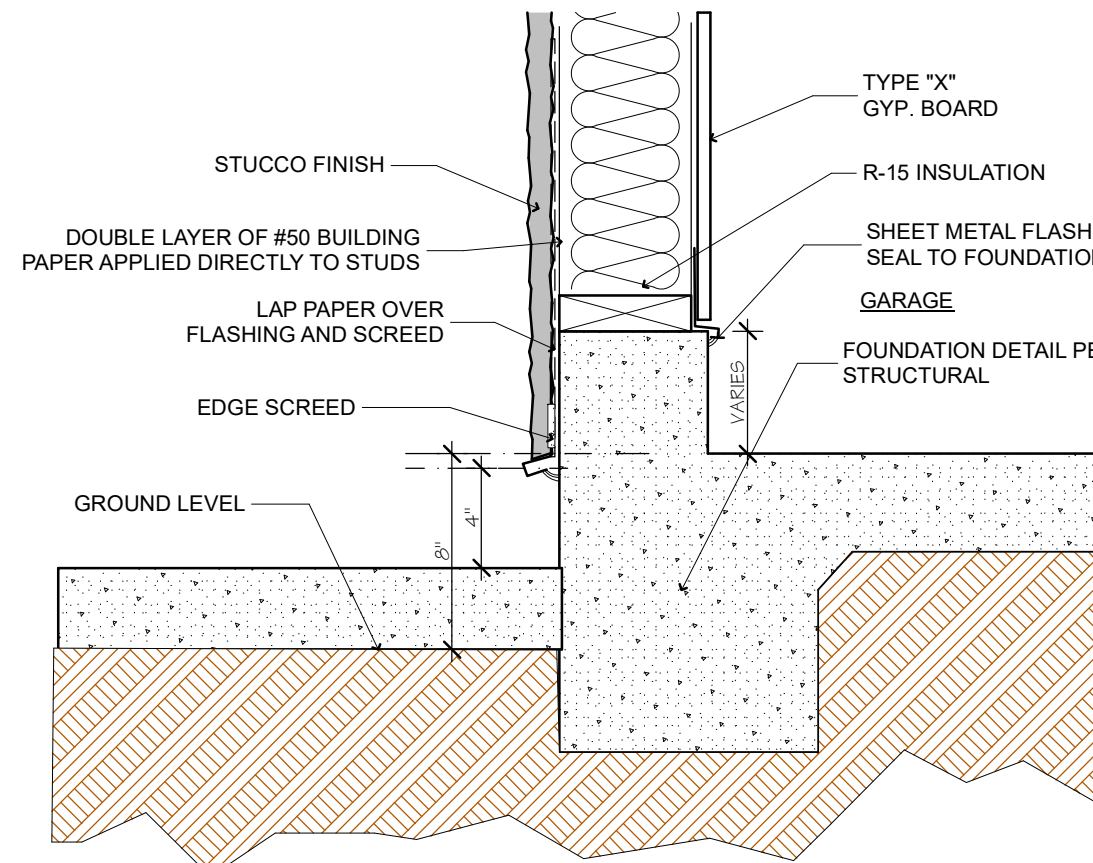 TYPE "X"
GYP. BOARD
STUCCO FINISH
R-15 INSULATION
DOUBLE LAYER OF #50 BUILDING
PAPER APPLIED DIRECTLY TO STUDS
SHEET METAL FLASH
SEAL TO FOUNDATION
GARAGE
LAP PAPER OVER
FLASHING AND SCREED
FOUNDATION DETAIL PE
STRUCTURAL
VARIES
EDGE SCREED
GROUND LEVEL
4"
8"